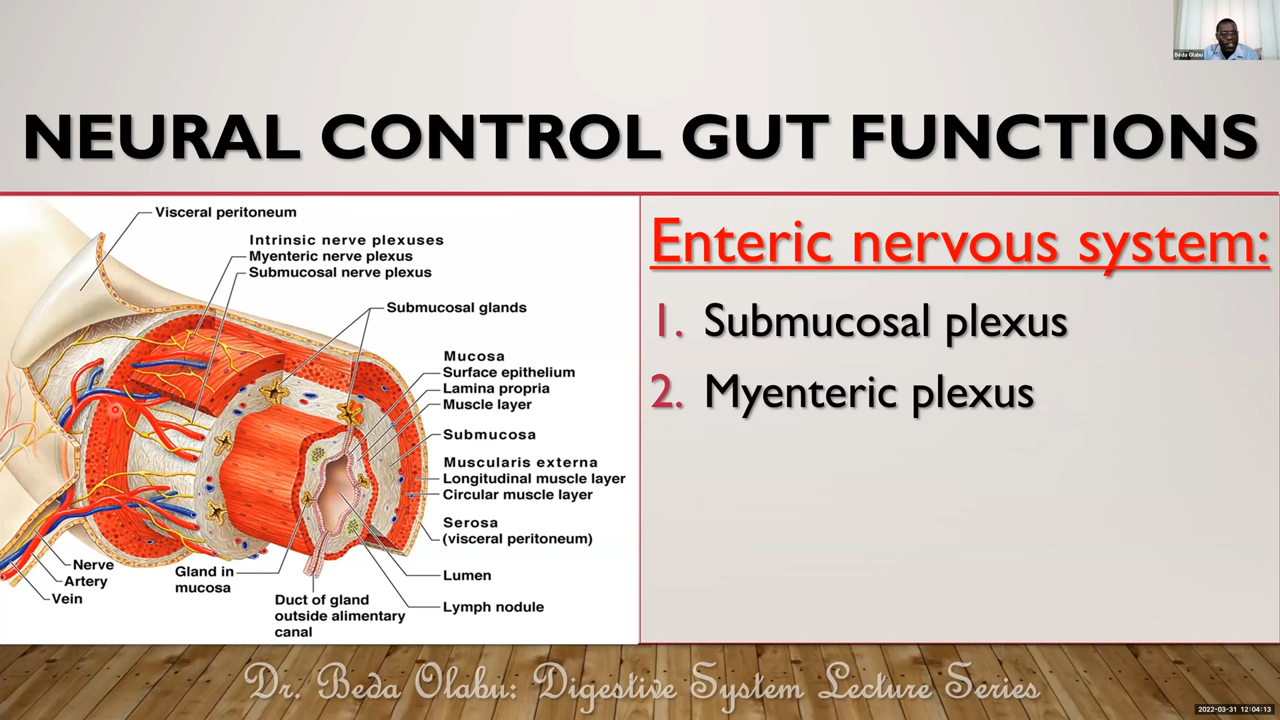 Beda Olabu
NEURAL CONTROL GUT FUNCTIONS
Visceral peritoneum
Intrinsic nerve plexuses
Myenteric nerve plexus
Submucosal nerve plexus
Submucosal glands
Mucosa
Surface epithelium
Lamina propria
Muscle layer
Submucosa
Muscularis externa
Longitudinal muscle layer
Circular muscle layer
Serosa
(visceral peritoneum)
Nerve
Artery
Vein
Gland in
mucosa
Duct of gland
outside alimentary
canal
Lumen
Lymph nodule
Enteric nervous system:
1. Submucosal plexus
2. Myenteric plexus
Dr. Beda Olabu: Digestive System Lecture Series
2022-03-31 12:04:13